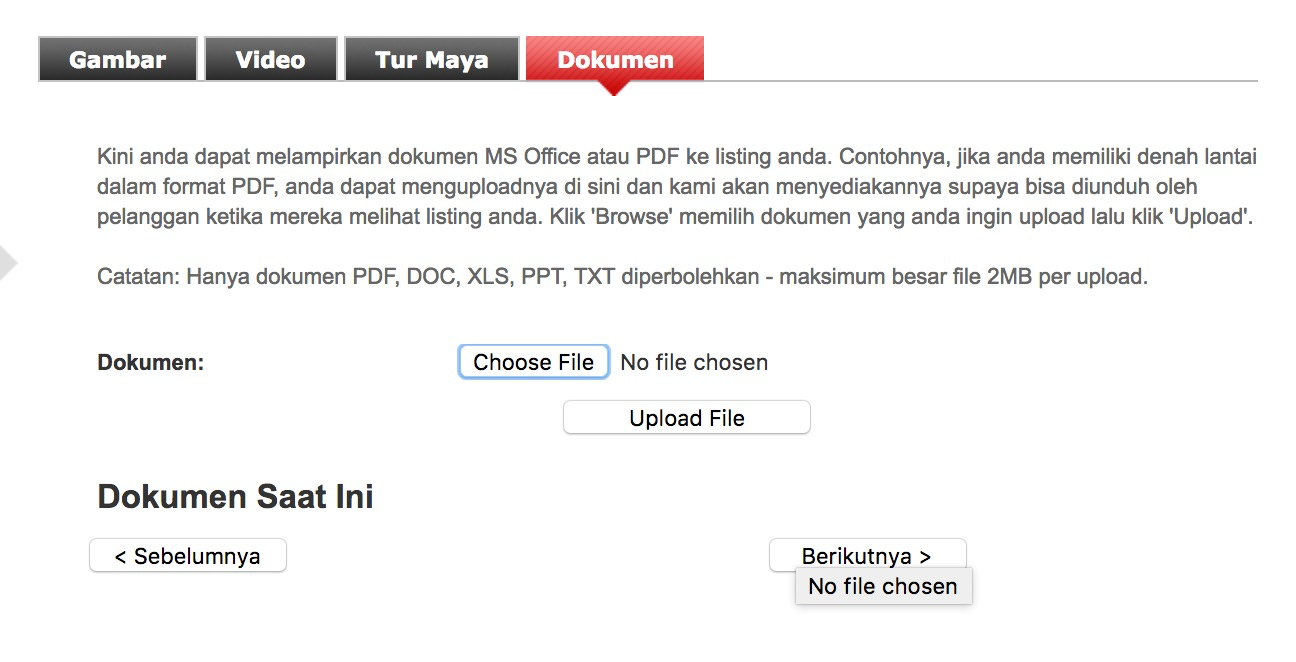 Gambar Video Tur Maya Dokumen
Kini anda dapat melampirkan dokumen MS Office atau PDF ke listing anda. Contohnya, jika anda memiliki denah lantai
dalam format PDF, anda dapat menguploadnya di sini dan kami akan menyediakannya supaya bisa diunduh oleh
pelanggan ketika mereka melihat listing anda. Klik 'Browse' memilih dokumen yang anda ingin upload lalu klik 'Upload'.
Catatan: Hanya dokumen PDF, DOC, XLS, PPT, TXT diperbolehkan - maksimum besar file 2MB per upload.
Dokumen: Choose File No file chosen
Upload File
Dokumen Saat Ini
< Sebelumnya Berikutnya >
No file chosen